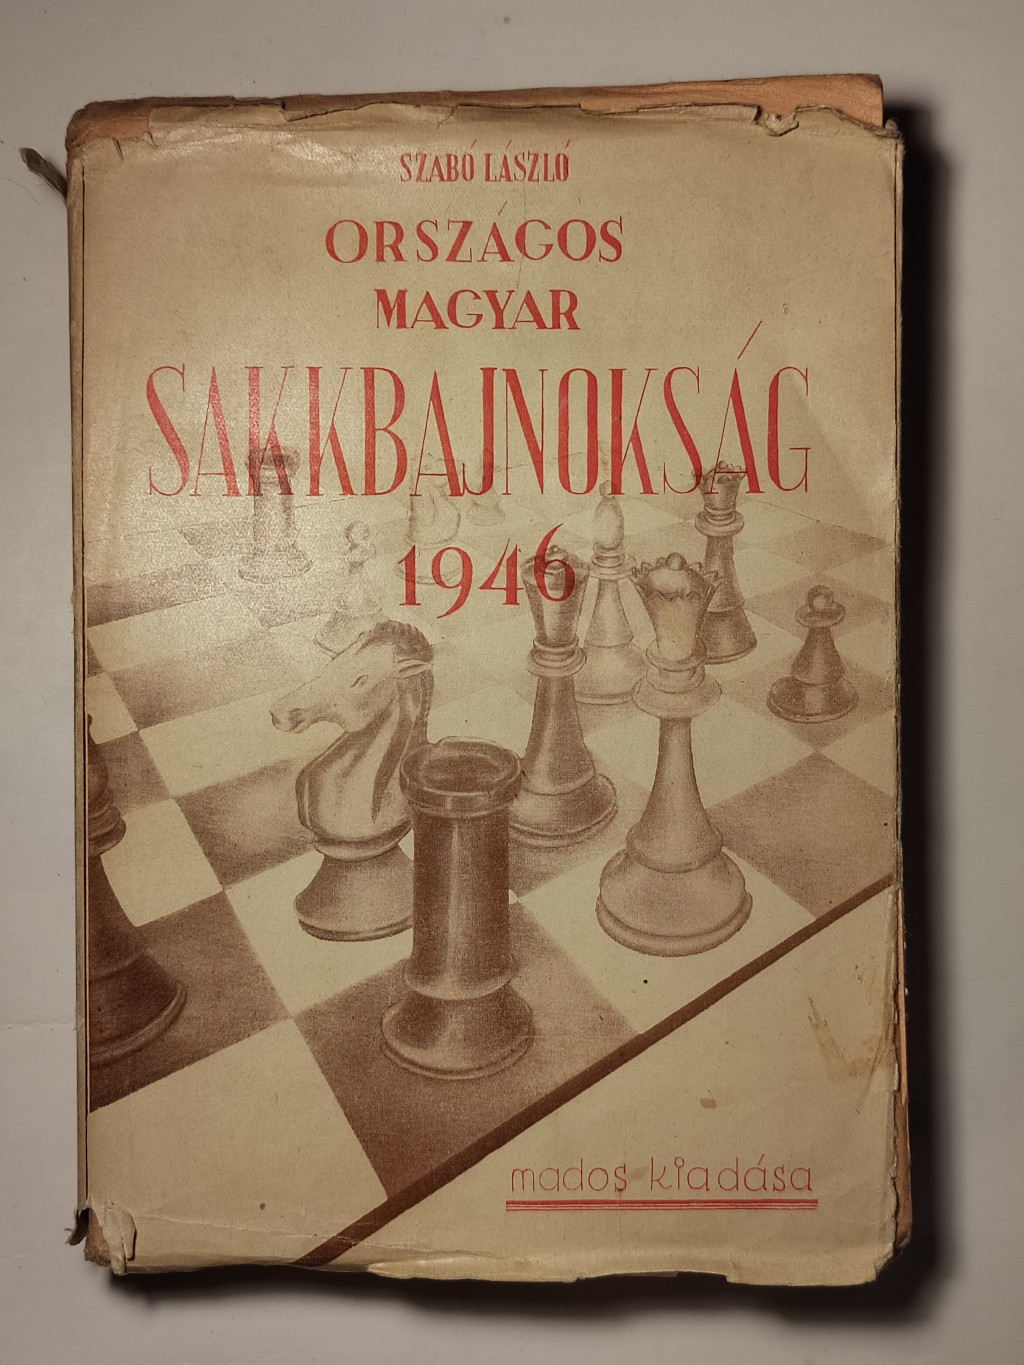 SZABÓ LÁSZLÓ
ORSZÁGOS
MAGYAR
SAKKBAJNOKSÁG
1946
mados kiadása